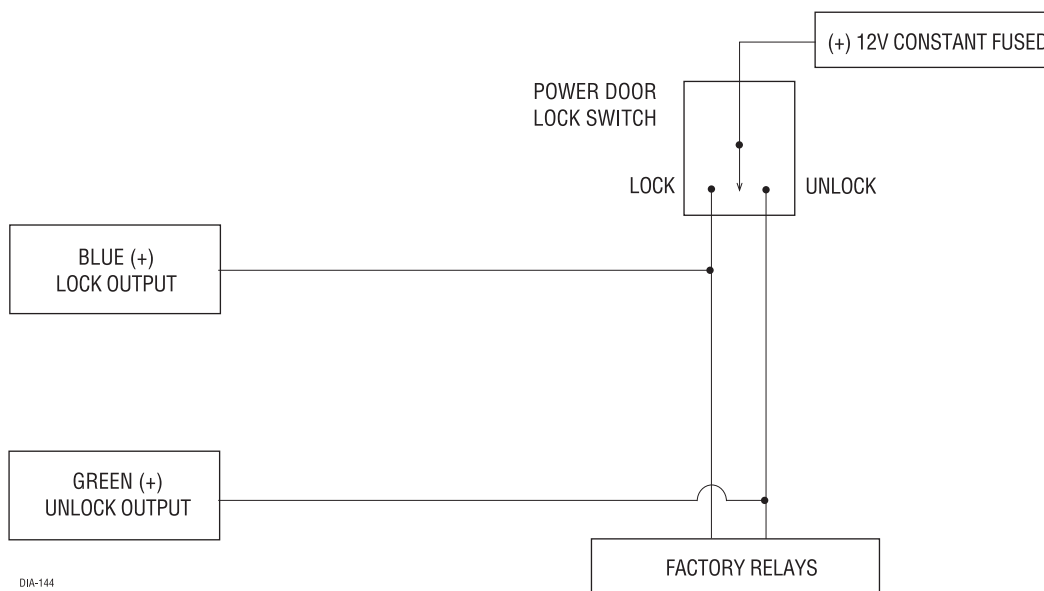 (+) 12V CONSTANT FUSED
POWER DOOR
LOCK SWITCH
LOCK
UNLOCK
BLUE (+)
LOCK OUTPUT
GREEN (+)
UNLOCK OUTPUT
FACTORY RELAYS
DIA-144